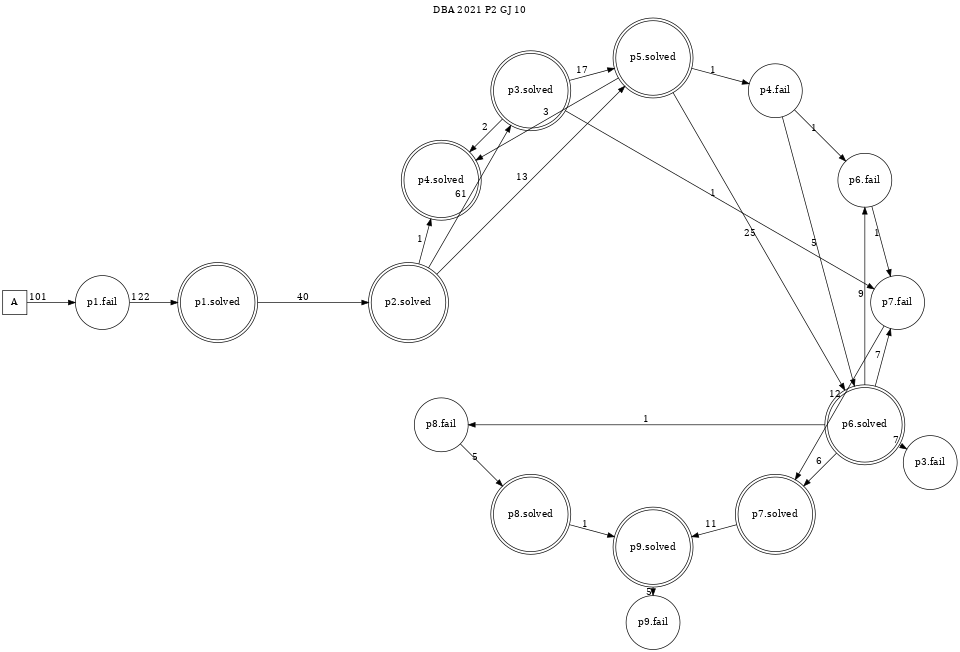 DBA 2021 P2 GJ 10
p5.solved
p3.solved
17
1
p4.fail
3
2
1
p4.solved
p6.fail
61
13
1
1
25
5
1
9
A
101
p1.fail
122
p1.solved
40
p2.solved
p7.fail
7
12
p8.fail
1
p6.solved
7
p3.fail
5
6
p8.solved
1
11
p7.solved
p9.solved
5
p9.fail